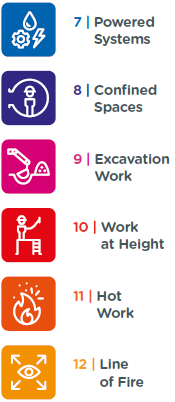 7 | Powered
Systems
8 | Confined
Spaces
9 | Excavation
Work
10 | Work
at Height
11 | Hot
Work
12 | Line
of Fire